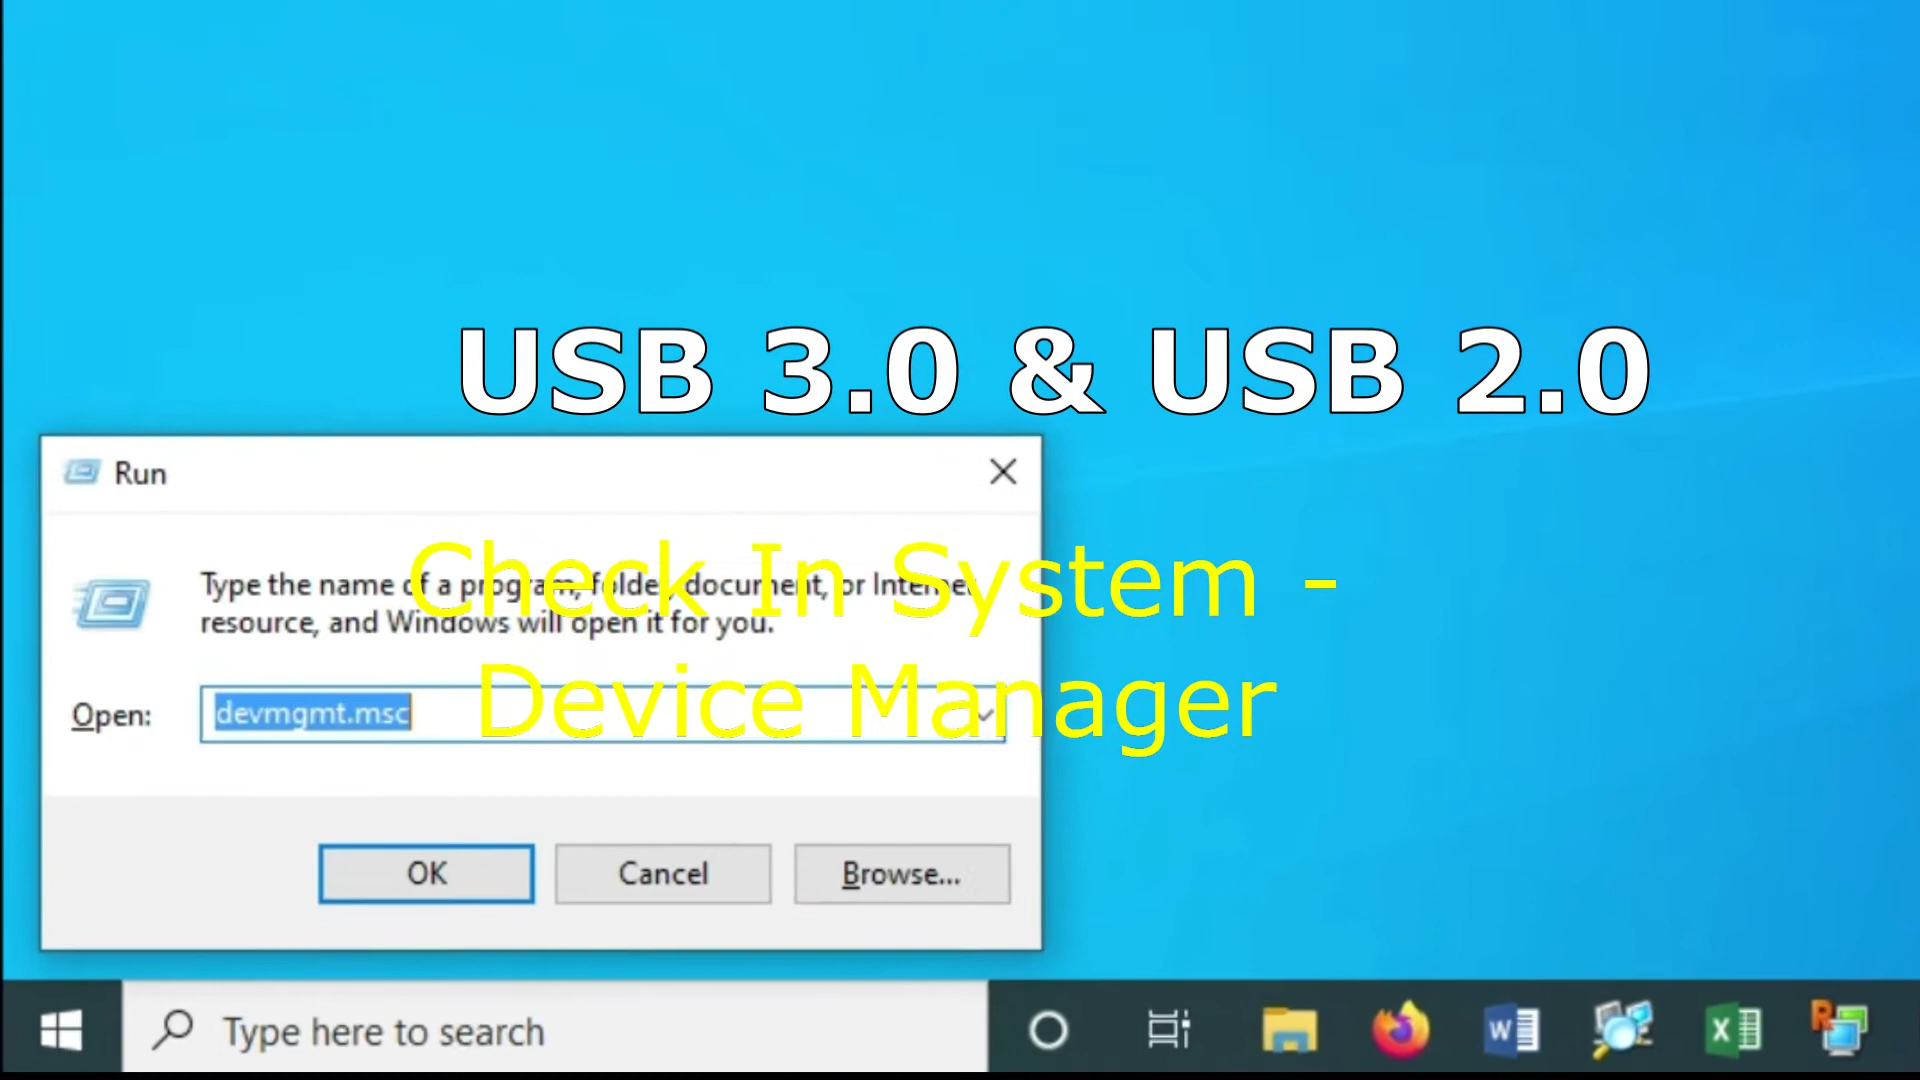 USB 3.0 & USB 2.0
Run
Check In System -
Type the name of a program, folder, document, or Internet
resource, and Windows will open it for you.
Device Manager
Open: devmgmt.msc
OK Cancel Browse...
Type here to search
W X R